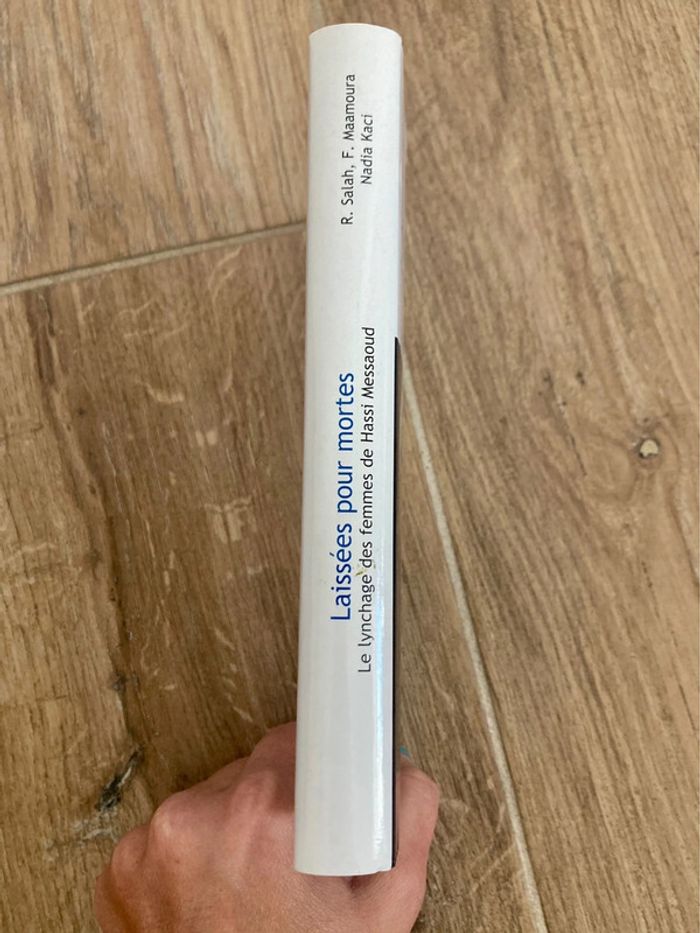 Laissées pour mortes
Le lynchage des femmes de Hassi Messaoud
R. Salah, F. Maamoura
Nadia Kaci